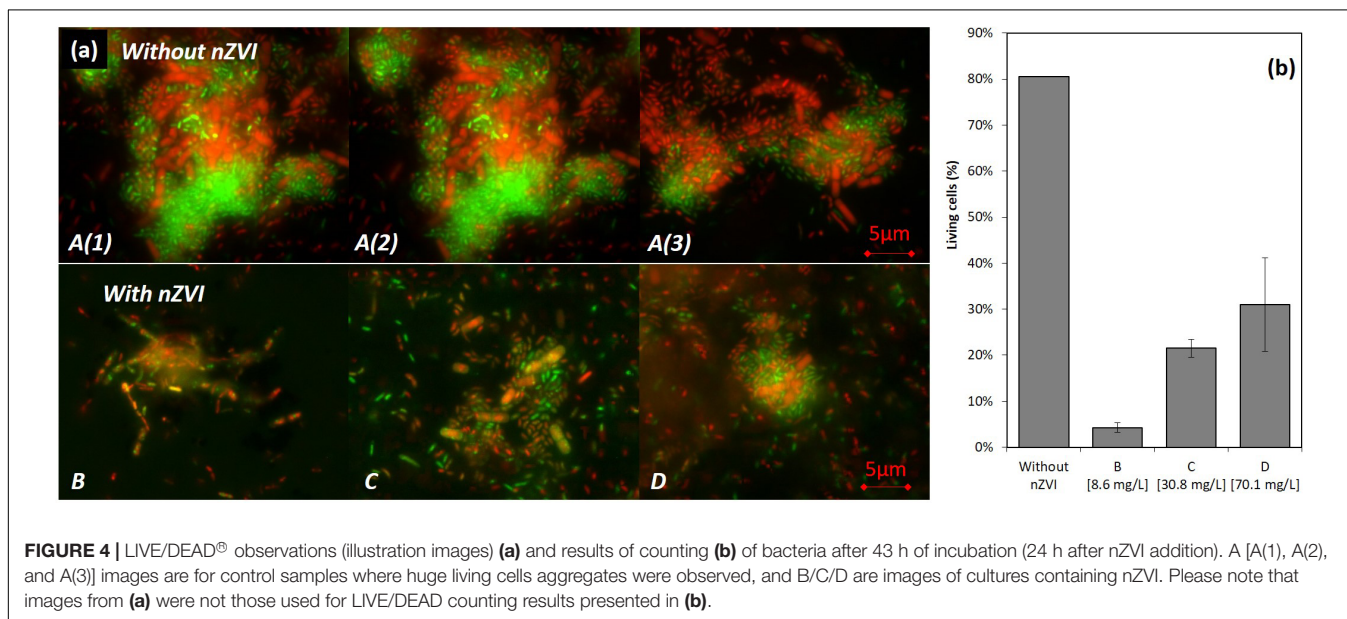 (a) Without nZVI
A(1) A(2) A(3) 5µm
With nZVI
B C D 5µm
(b)
Living cells (%)
90%
80%
70%
60%
50%
40%
30%
20%
10%
0%
Without nZVI B [8.6 mg/L] C [30.8 mg/L] D [70.1 mg/L]
FIGURE 4 | LIVE/DEAD® observations (illustration images) (a) and results of counting (b) of bacteria after 43 h of incubation (24 h after nZVI addition). A [A(1), A(2),
and A(3)] images are for control samples where huge living cells aggregates were observed, and B/C/D are images of cultures containing nZVI. Please note that
images from (a) were not those used for LIVE/DEAD counting results presented in (b).